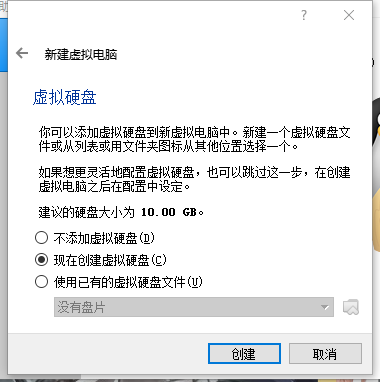 ?
新建虚拟电脑
虚拟硬盘
你可以添加虚拟硬盘到新虚拟电脑中。新建一个虚拟硬盘文
件或从列表或用文件夹图标从其他位置选择一个。
如果想更灵活地配置虚拟硬盘，也可以跳过这一步，在创建
虚拟电脑之后在配置中设定。
建议的硬盘大小为 10.00 GB。
不添加虚拟硬盘(D)
现在创建虚拟硬盘(C)
使用已有的虚拟硬盘文件(U)
没有盘片
创建
取消